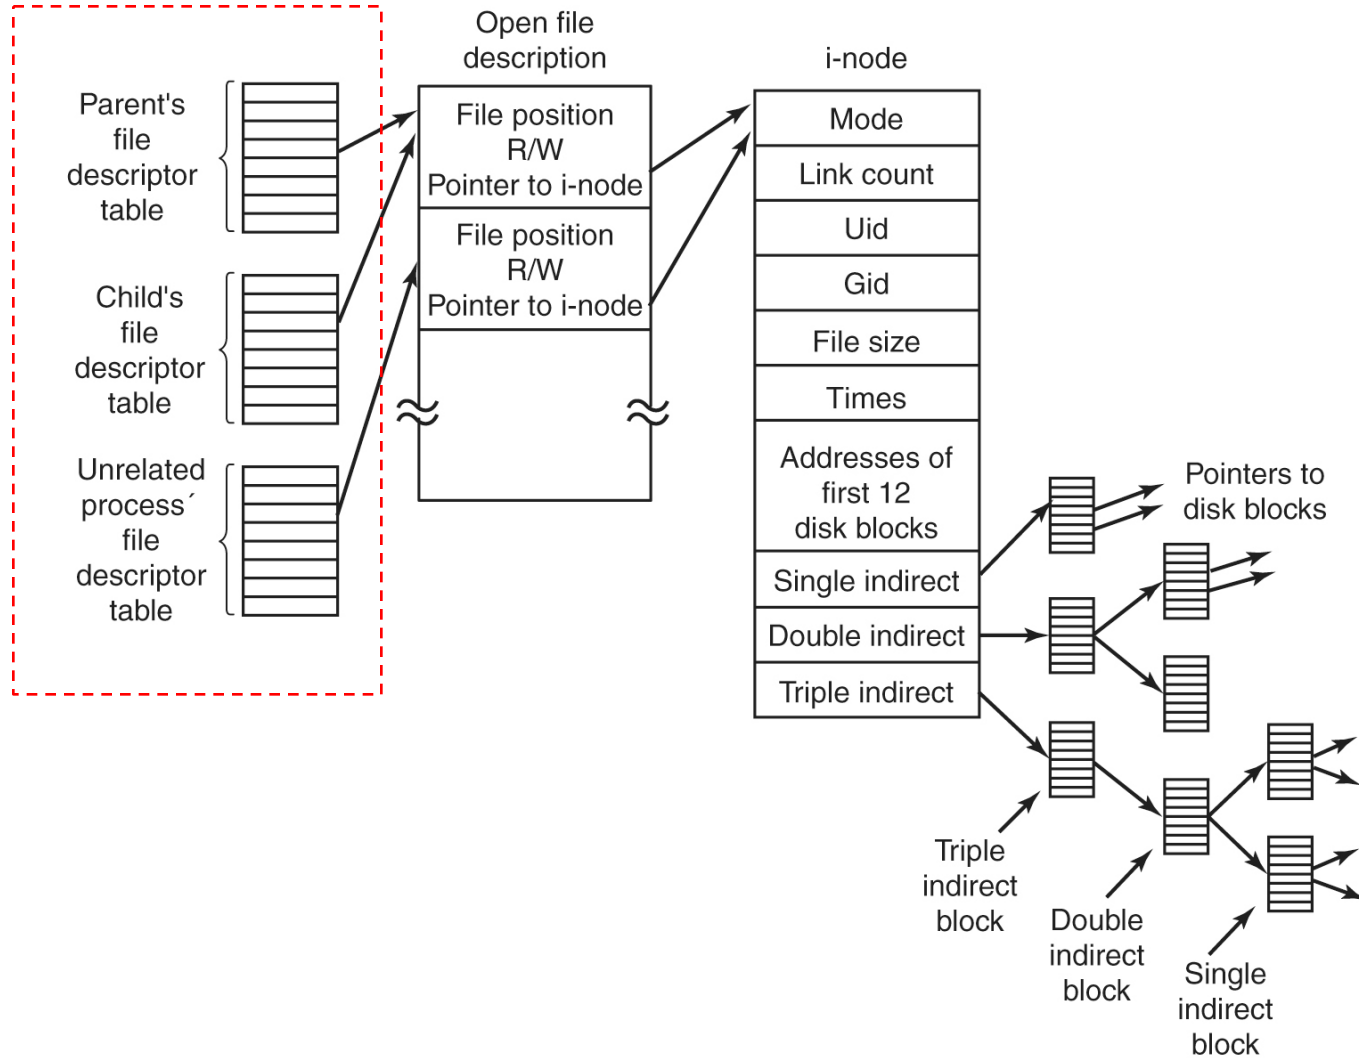 Parent's
file
descriptor
table
Child's
file
descriptor
table
Unrelated
process´
file
descriptor
table
Open file
description
File position
R/W
Pointer to i-node
File position
R/W
Pointer to i-node
i-node
Mode
Link count
Uid
Gid
File size
Times
Addresses of
first 12
disk blocks
Single indirect
Double indirect
Triple indirect
Pointers to
disk blocks
Triple
indirect
block
Double
indirect
block
Single
indirect
block